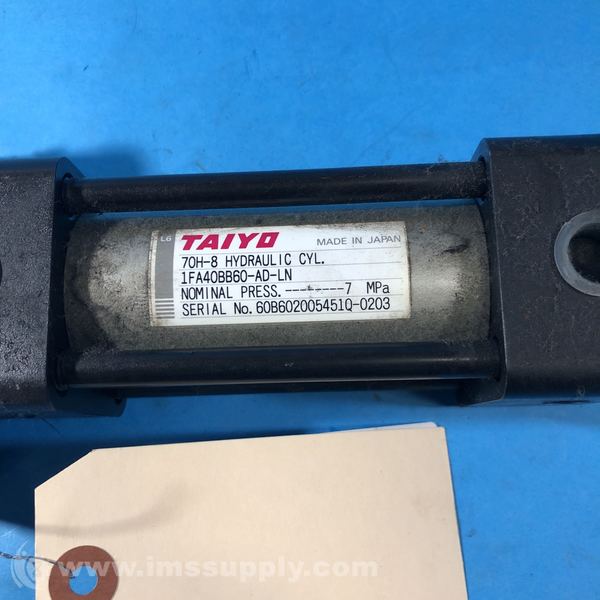 L6 TAIYO MADE IN JAPAN
70H-8 HYDRAULIC CYL.
1FA40BB60-AD-LN
NOMINAL PRESS.--------7 MPa
SERIAL No.60B602005451Q-0203
© www.imssupply.com